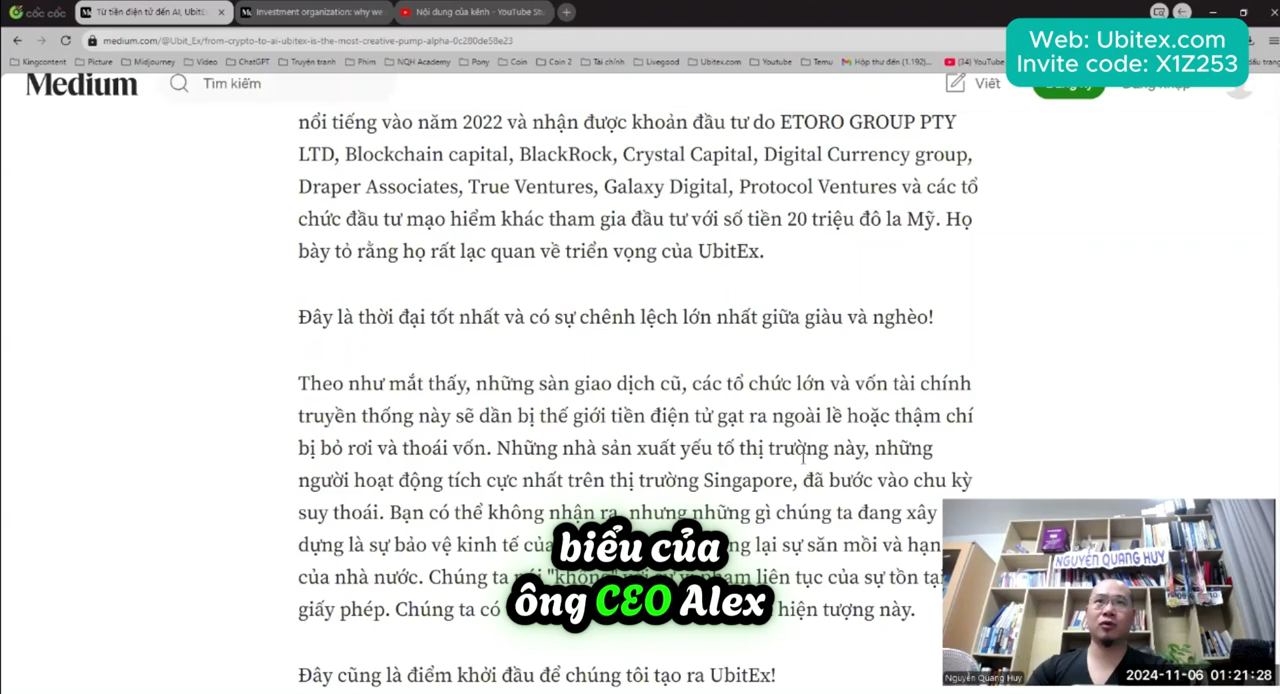 cốc cốc
Từ tiền điện tử đến AI, UbitE
Investment organization: why we
Nội dung của kênh - YouTube Stu
medium.com/@Ubit_Ex/from-crypto-to-ai-ubitex-is-the-most-creative-pump-alpha-0c280de58e23
Web: Ubitex.com
Invite code: X1Z253
Kingcontent Picture Midjourney Video ChatGPT Truyện tranh Phim NQH Academy Pony Coin Coin 2 Tài chính Livegood Ubitex.com Youtube Temu Hộp thư đến (1.192)... (34) YouTube
Medium Tìm kiếm Viết
nổi tiếng vào năm 2022 và nhận được khoản đầu tư do ETORO GROUP PTY
LTD, Blockchain capital, BlackRock, Crystal Capital, Digital Currency group,
Draper Associates, True Ventures, Galaxy Digital, Protocol Ventures và các tổ
chức đầu tư mạo hiểm khác tham gia đầu tư với số tiền 20 triệu đô la Mỹ. Họ
bày tỏ rằng họ rất lạc quan về triển vọng của UbitEx.
Đây là thời đại tốt nhất và có sự chênh lệch lớn nhất giữa giàu và nghèo!
Theo như mắt thấy, những sàn giao dịch cũ, các tổ chức lớn và vốn tài chính
truyền thống này sẽ dần bị thế giới tiền điện tử gạt ra ngoài lề hoặc thậm chí
bị bỏ rơi và thoái vốn. Những nhà sản xuất yếu tố thị trường này, những
người hoạt động tích cực nhất trên thị trường Singapore, đã bước vào chu kỳ
suy thoái. Bạn có thể không nhận ra, nhưng những gì chúng ta đang xây
dựng là sự bảo vệ kinh tế của lại sự săn mồi và hạn
của nhà nước. Chúng ta phạm liên tục của sự tồn tại
giấy phép. Chúng ta có hiện tượng này.
Đây cũng là điểm khởi đầu để chúng tôi tạo ra UbitEx!
biểu của
ông CEO Alex
NGUYỄN QUANG HUY
Nguyễn Quang Huy
2024-11-06 01:21:28